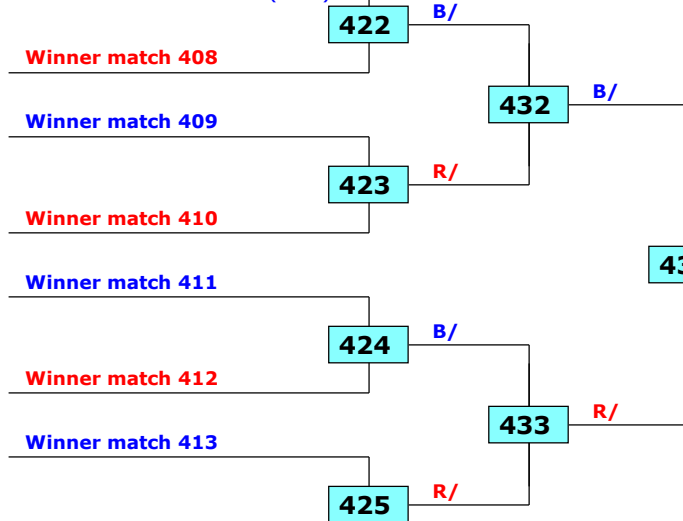 422
B/
Winner match 408
432
B/
Winner match 409
423
R/
Winner match 410
Winner match 411
424
B/
Winner match 412
433
R/
Winner match 413
425
R/